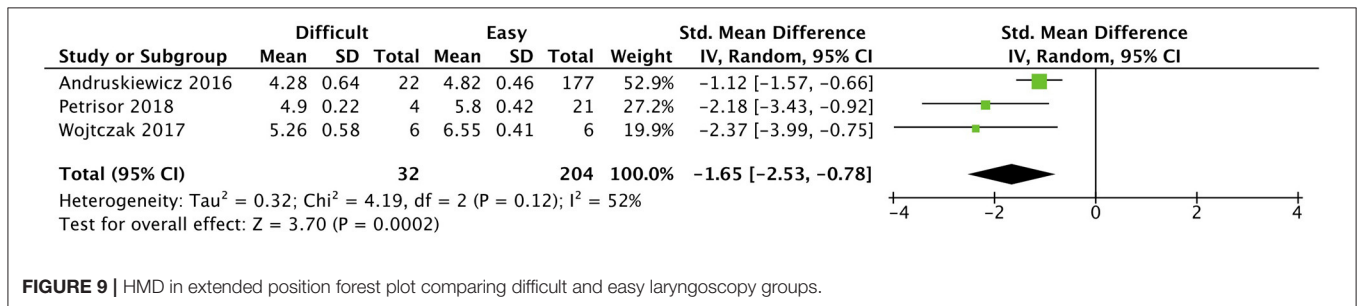 Difficult Easy Std. Mean Difference Std. Mean Difference
Study or Subgroup Mean SD Total Mean SD Total Weight IV, Random, 95% CI IV, Random, 95% CI
Andruskiewicz 2016 4.28 0.64 22 4.82 0.46 177 52.9% -1.12 [-1.57, -0.66]
Petrisor 2018 4.9 0.22 4 5.8 0.42 21 27.2% -2.18 [-3.43, -0.92]
Wojtczak 2017 5.26 0.58 6 6.55 0.41 6 19.9% -2.37 [-3.99, -0.75]
Total (95% CI) 32 204 100.0% -1.65 [-2.53, -0.78]
Heterogeneity: Tau² = 0.32; Chi² = 4.19, df = 2 (P = 0.12); I² = 52%
Test for overall effect: Z = 3.70 (P = 0.0002)
-4 -2 0 2 4
FIGURE 9 | HMD in extended position forest plot comparing difficult and easy laryngoscopy groups.